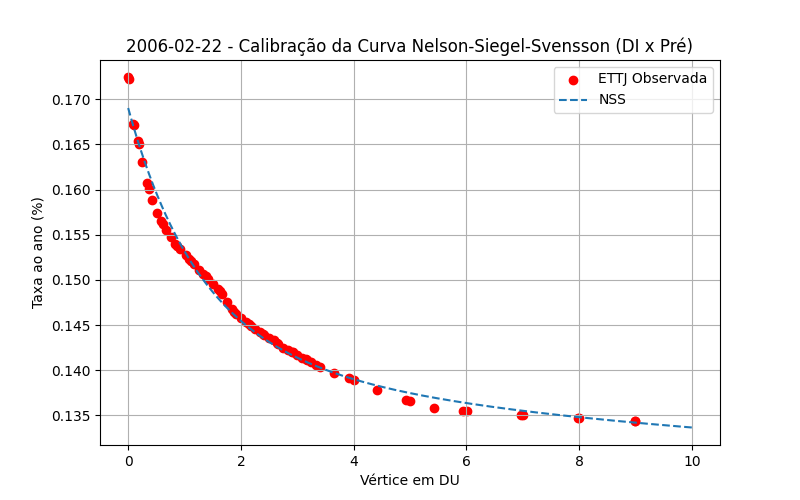 2006-02-22 - Calibração da Curva Nelson-Siegel-Svensson (DI x Pré)
ETTJ Observada
NSS
Taxa ao ano (%)
0.170
0.165
0.160
0.155
0.150
0.145
0.140
0.135
0 2 4 6 8 10
Vértice em DU